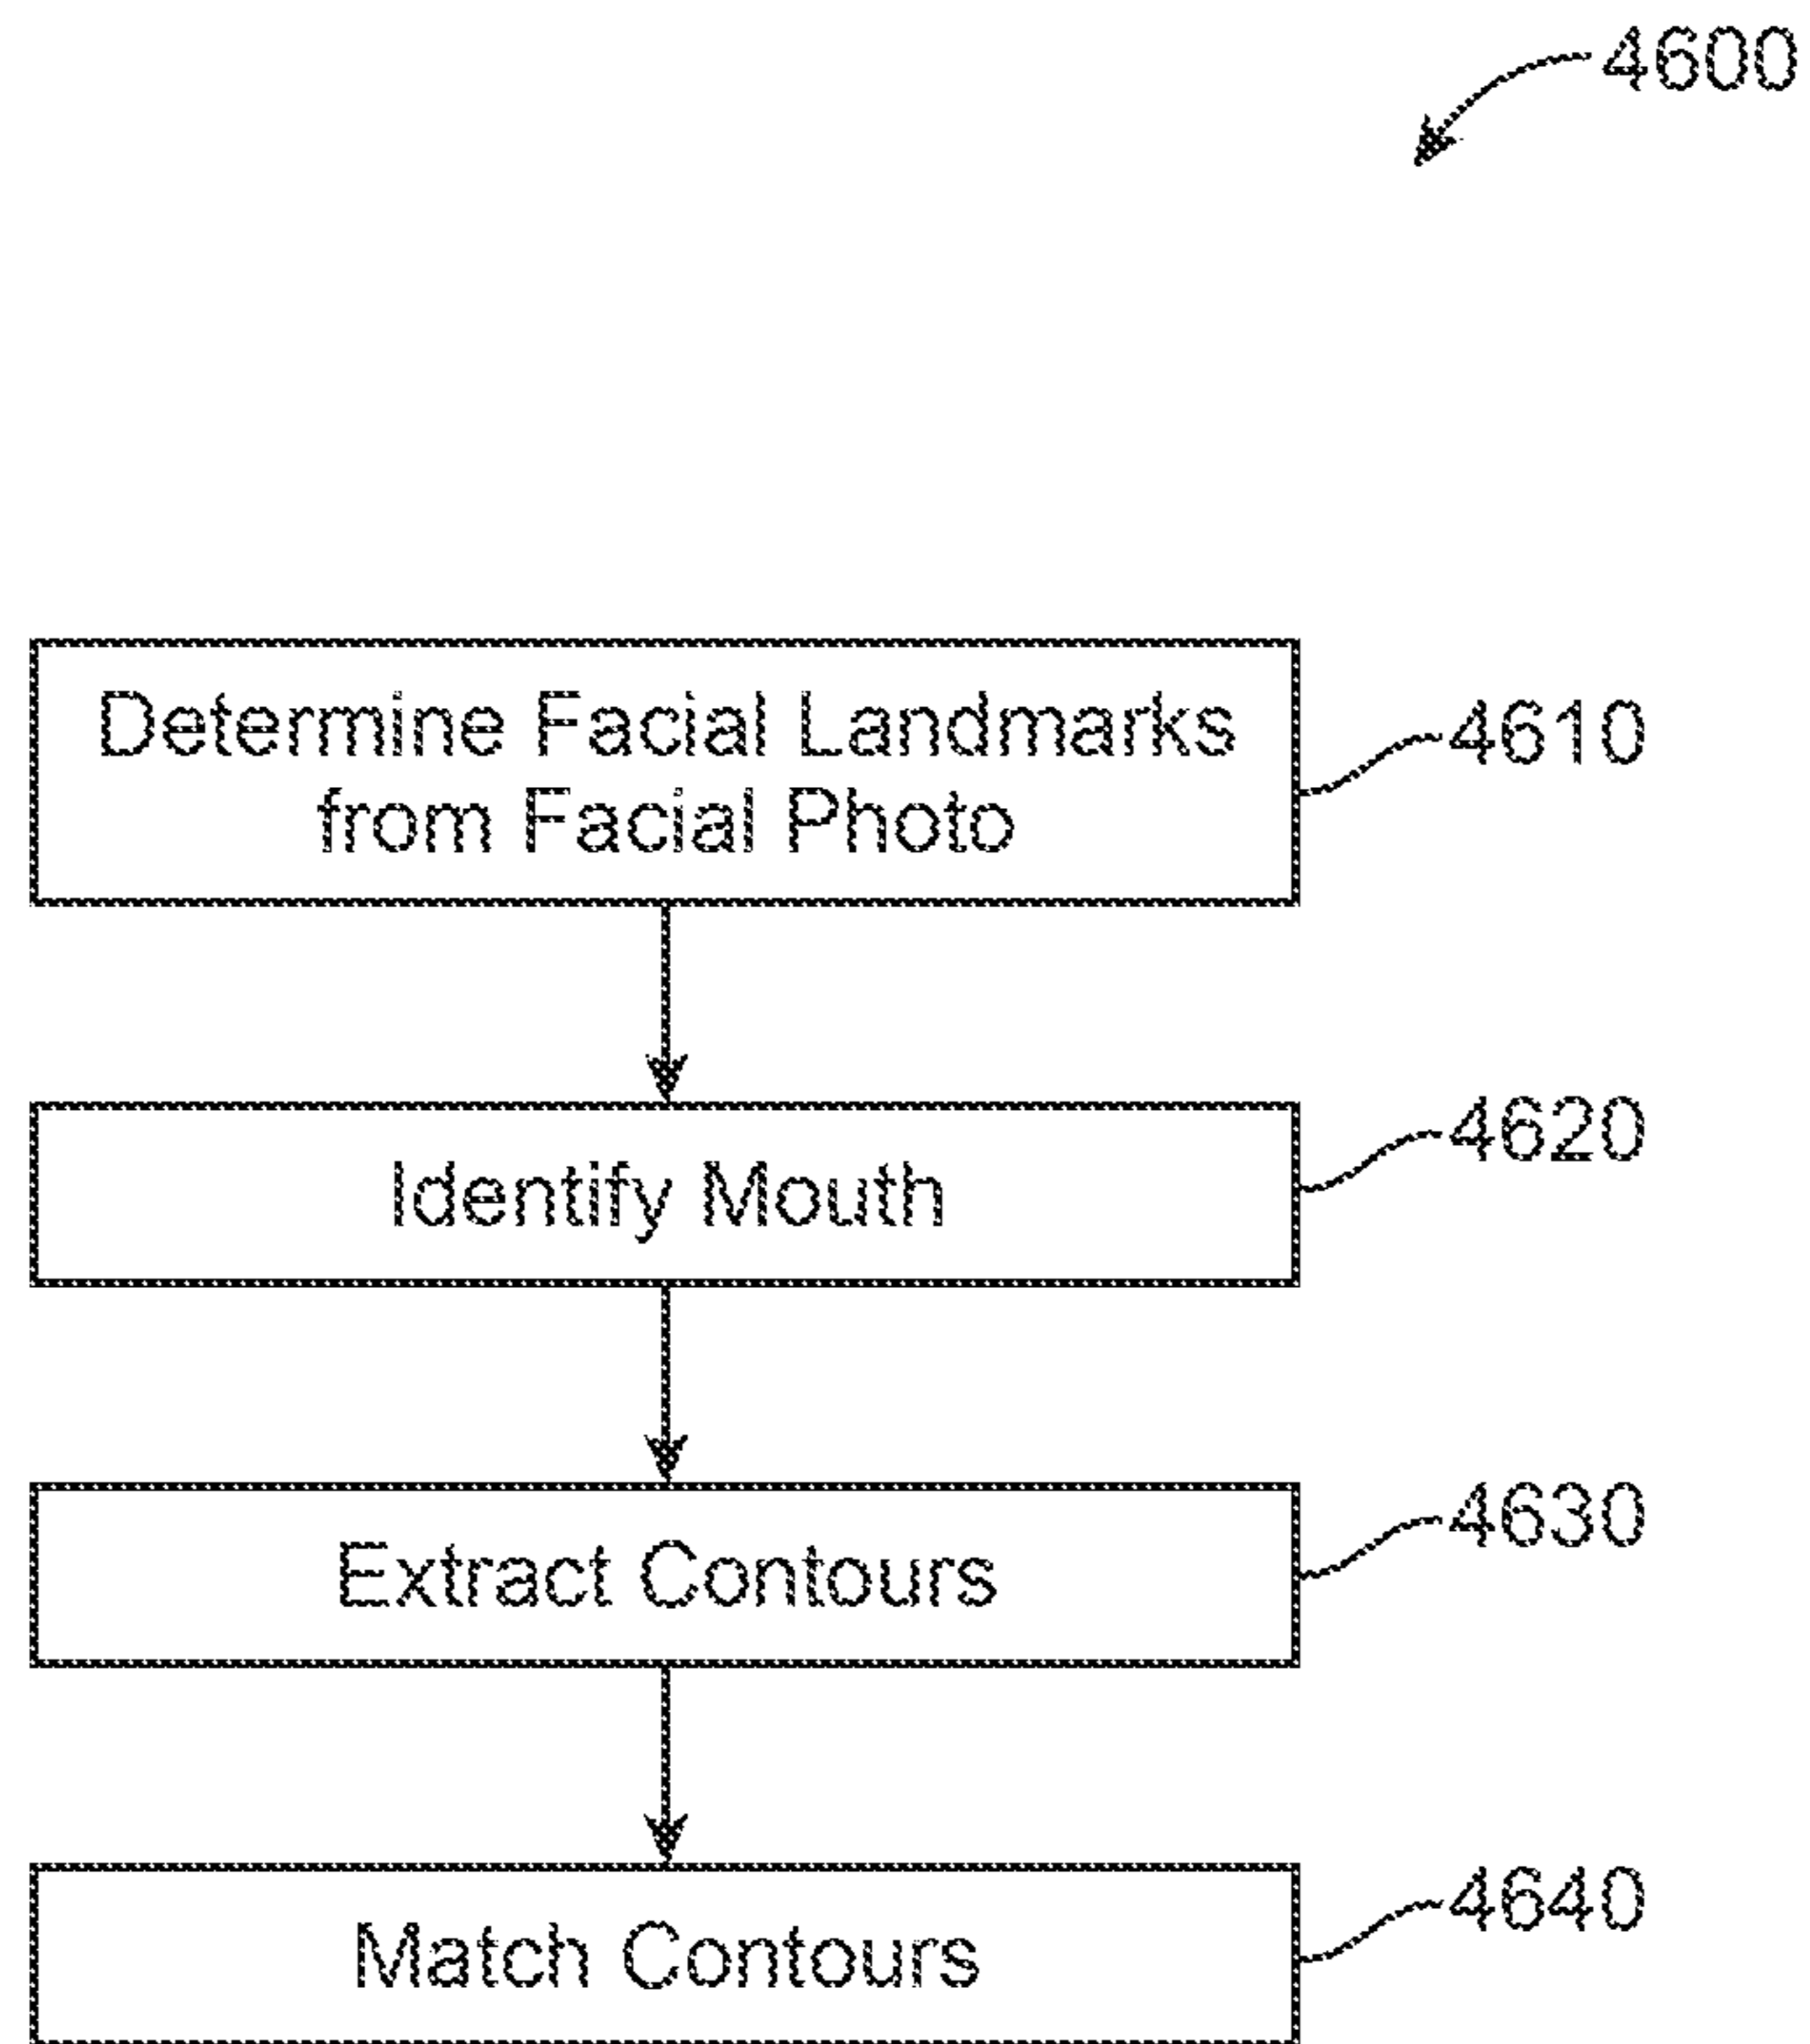 4600
Determine Facial Landmarks
from Facial Photo
4610
Identify Mouth
4620
Extract Contours
4630
Match Contours
4640